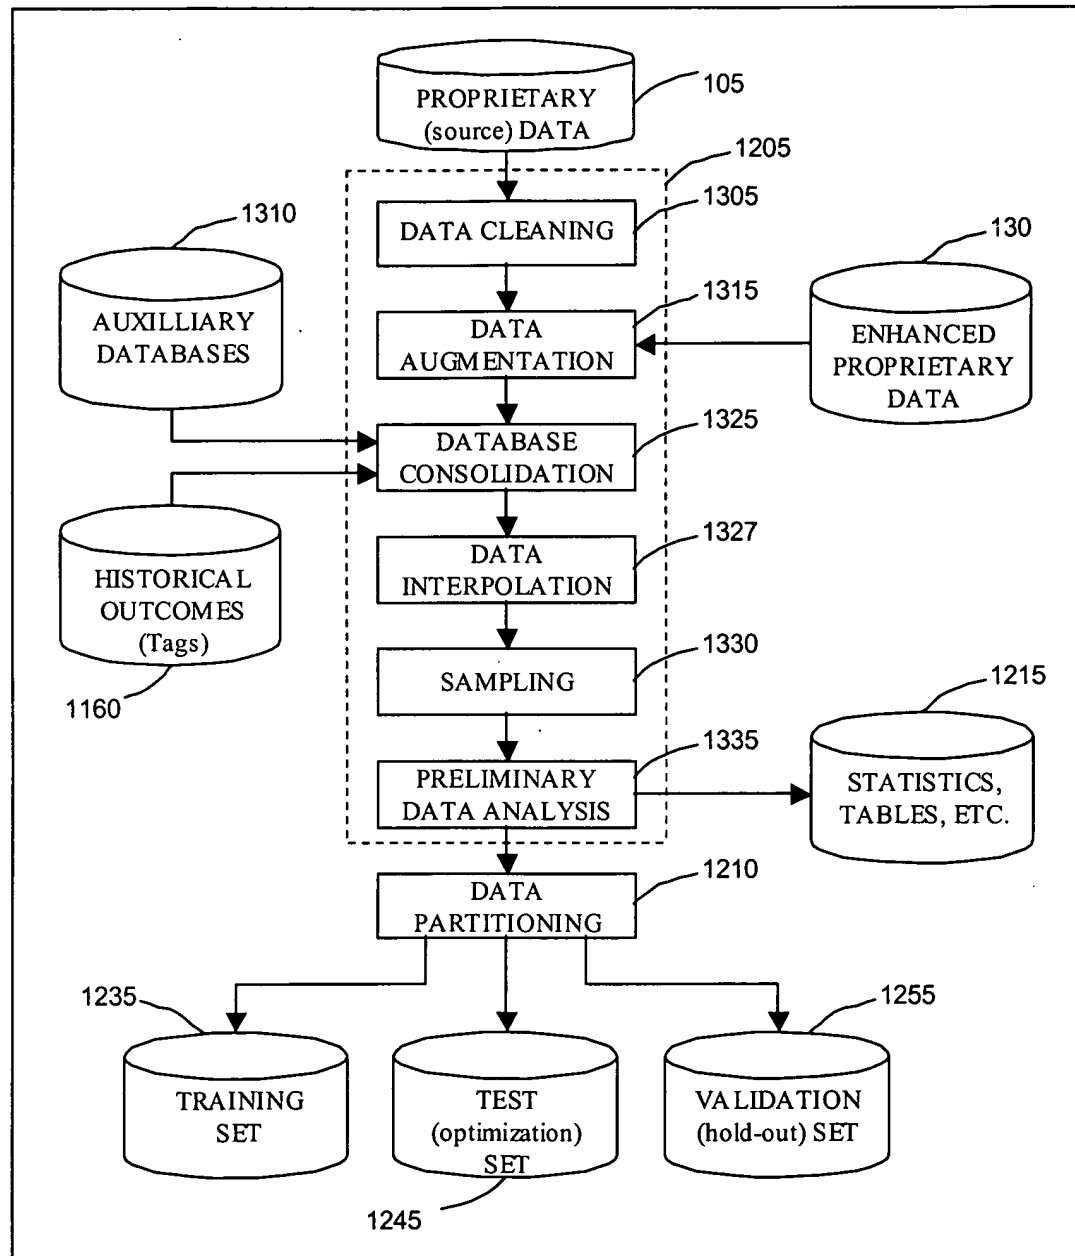 PROPRIETARY
(source) DATA
105
1205
DATA CLEANING
1305
1310
AUXILLIARY
DATABASES
130
ENHANCED
PROPRIETARY
DATA
DATA
AUGMENTATION
1315
DATABASE
CONSOLIDATION
1325
HISTORICAL
OUTCOMES
(Tags)
1160
DATA
INTERPOLATION
1327
SAMPLING
1330
PRELIMINARY
DATA ANALYSIS
1335
1215
STATISTICS,
TABLES, ETC.
DATA
PARTITIONING
1210
1235
TRAINING
SET
TEST
(optimization)
SET
1245
1255
VALIDATION
(hold-out) SET